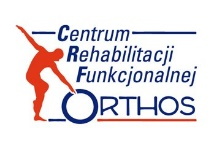 Centrum
Rehabilitacji
Funkcjonalnej
ORTHOS